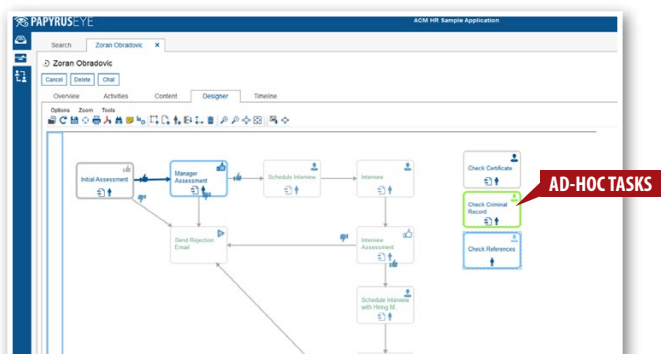 PAPYRUSEYE
ACM HR Sample Application
Search
Zoran Obradovic x
Zoran Obradovic
Cancel
Delete
Chat
Overview
Activities
Content
Designer
Timeline
Options
Zoom
Tools
Initial Assessment
Manager
Assessment
Schedule Interview
Interview
Check Certificate
Check Criminal
Record
AD-HOC TASKS
Send Rejection
Email
Interview
Assessment
Check References
Schedule Interview
with Hiring M...